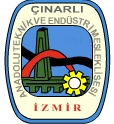 ÇINARLI
ANADOLU TEKNİK VE ENDÜSTRİ MESLEK LİSESİ
İZMİR